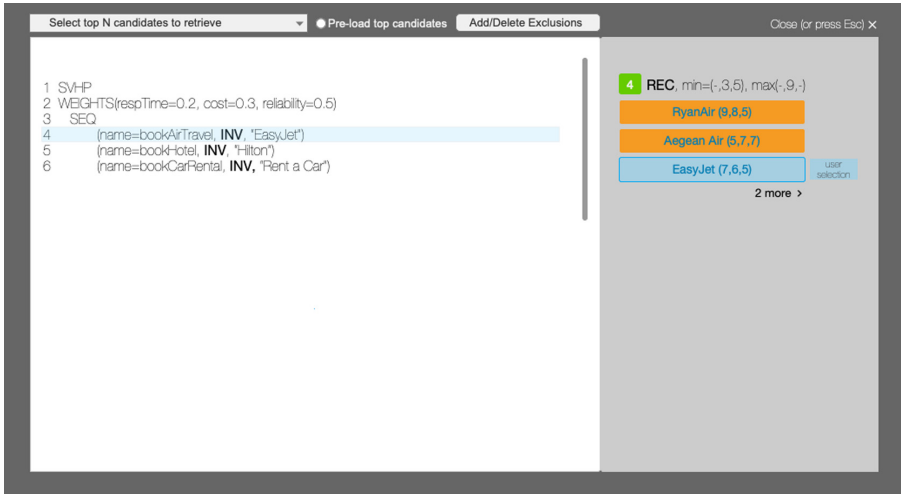 Select top N candidates to retrieve
Pre-load top candidates
Add/Delete Exclusions
Close (or press Esc) ×
1 SVHP
2 WEIGHTS(respTime=0.2, cost=0.3, reliability=0.5)
3 SEQ
4 (name=bookAirTravel, INV, "EasyJet")
5 (name=bookHotel, INV, "Hilton")
6 (name=bookCarRental, INV, "Rent a Car")
4 REC, min=(-,3,5), max(-,9,-)
RyanAir (9,8,5)
Aegean Air (5,7,7)
EasyJet (7,6,5)
user
selection
2 more >